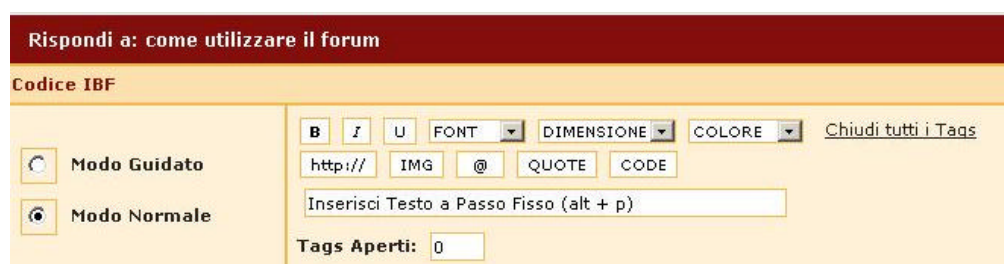 Rispondi a: come utilizzare il forum
Codice IBF
B I U FONT DIMENSIONE COLORE Chiudi tutti i Tags
Modo Guidato
http:// IMG @ QUOTE CODE
Modo Normale
Inserisci Testo a Passo Fisso (alt + p)
Tags Aperti: 0